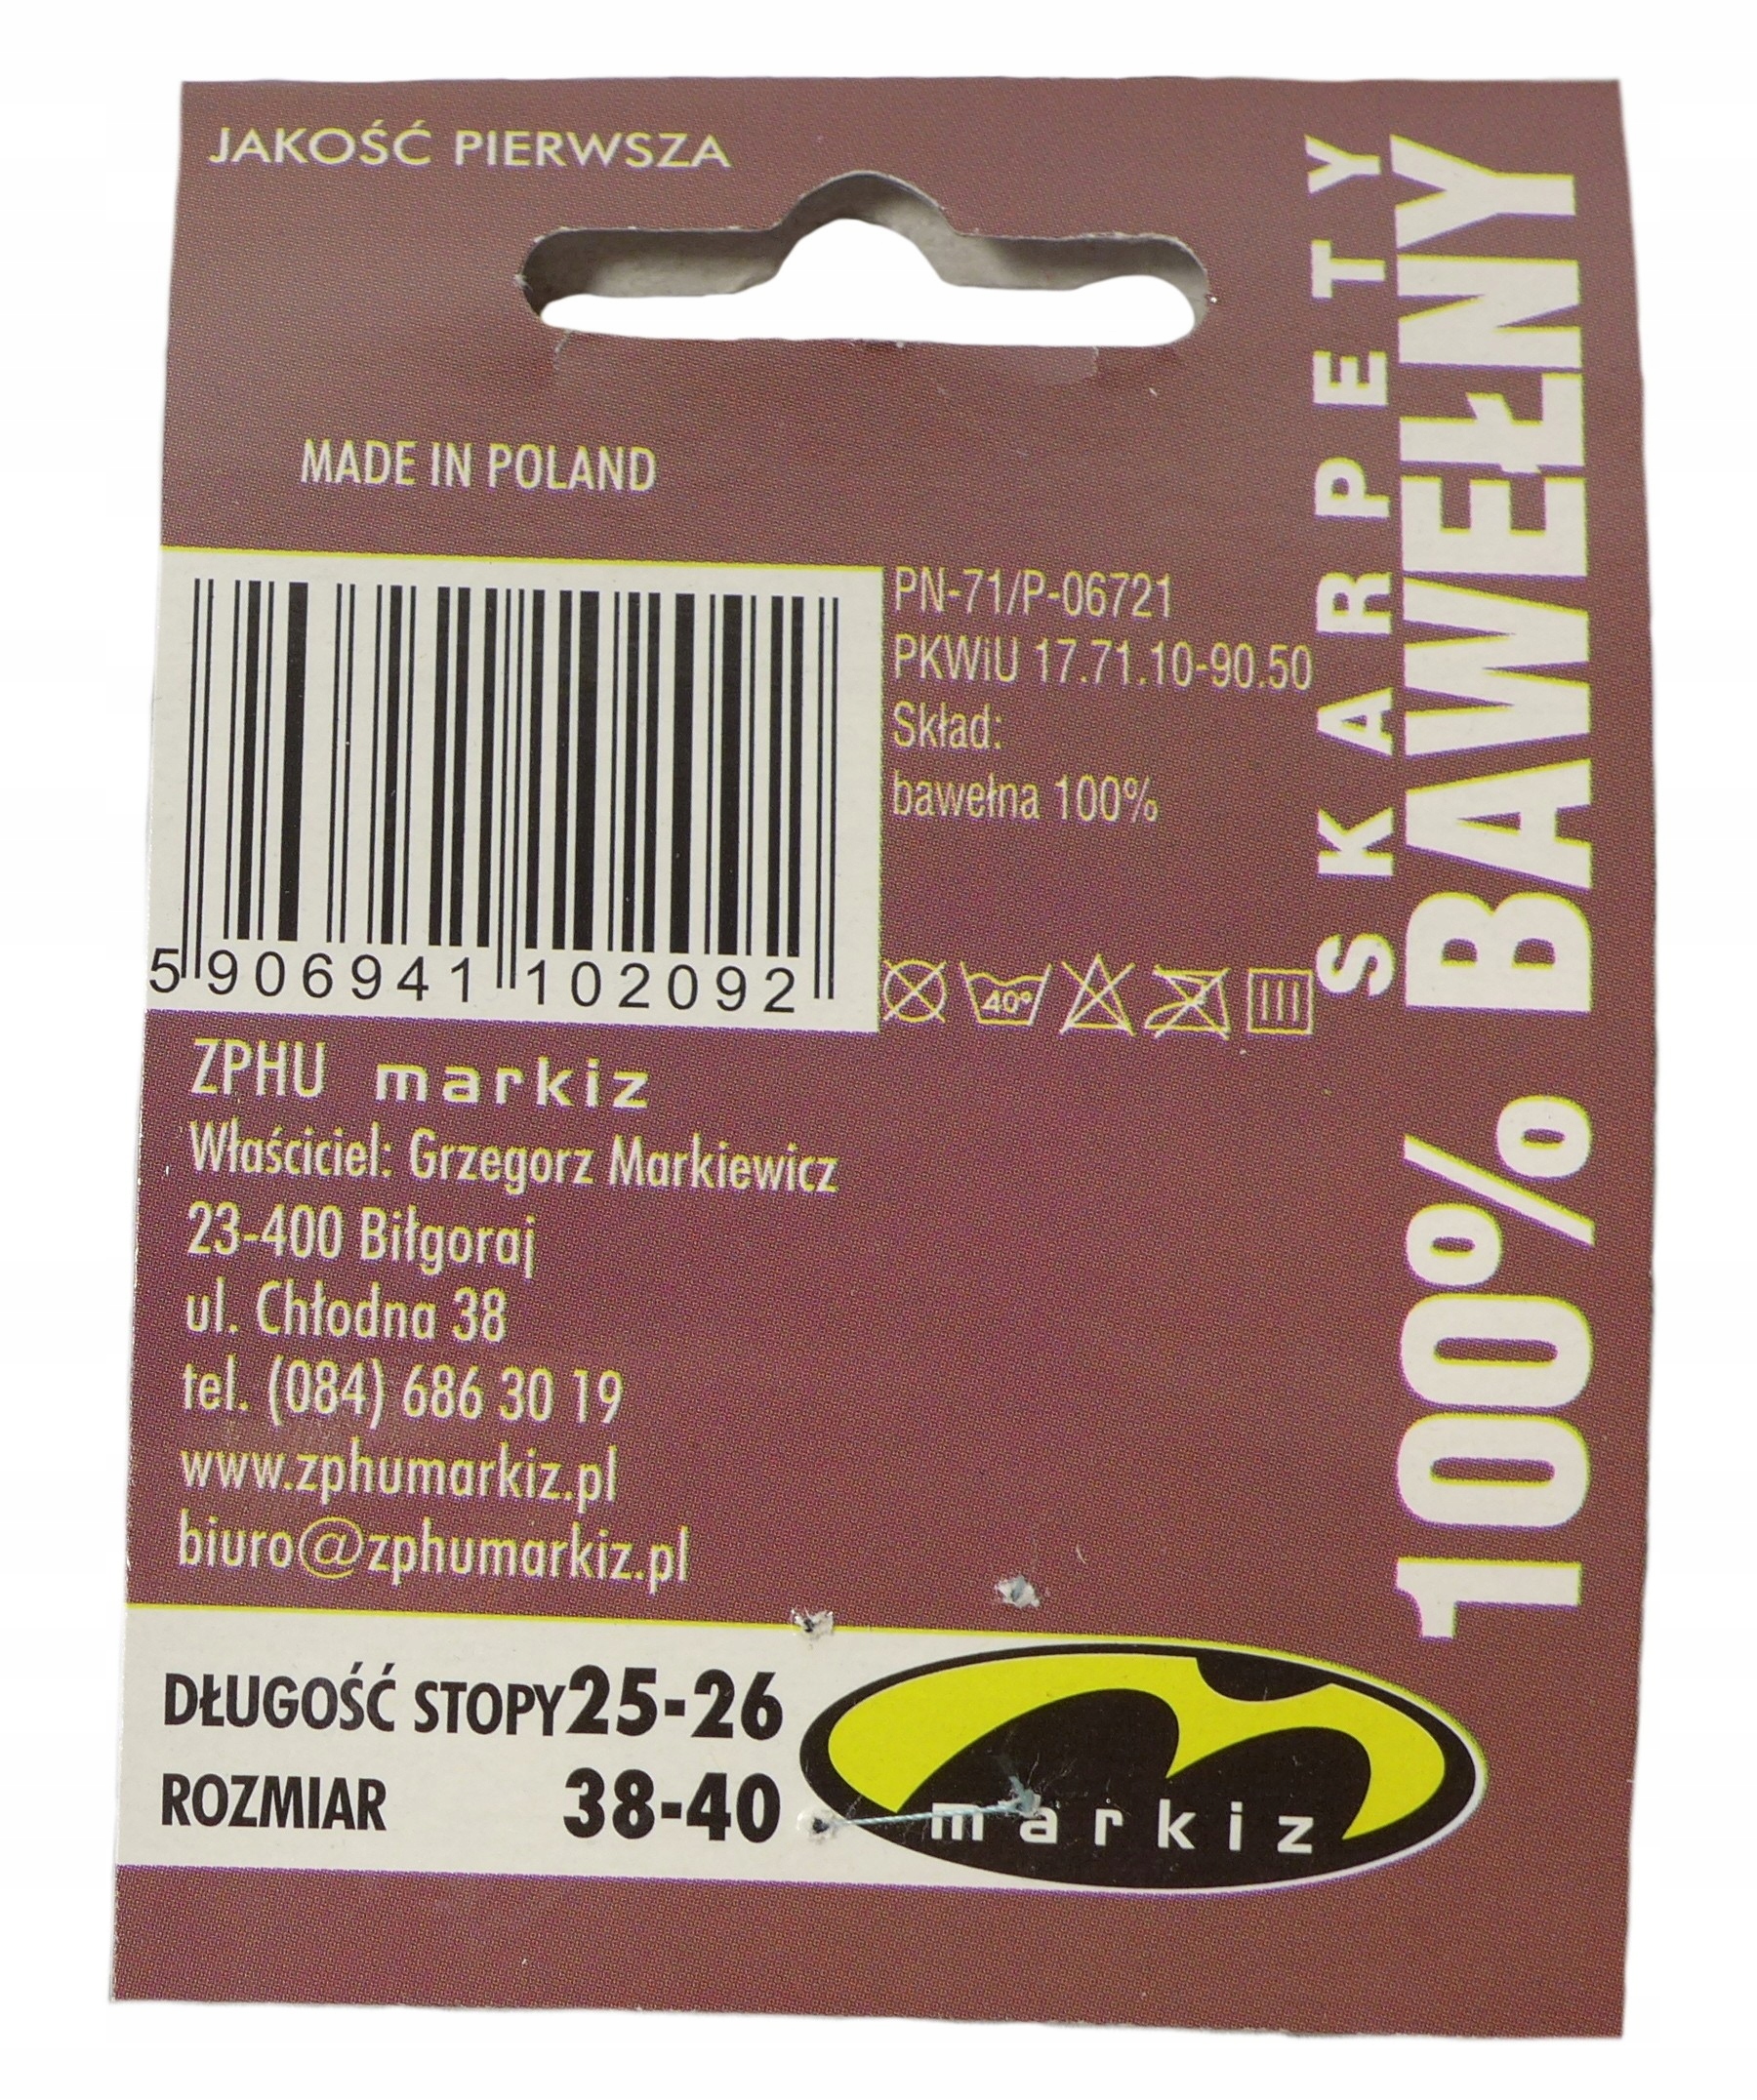 JAKOŚĆ PIERWSZA
MADE IN POLAND
PN-71/P-06721
PKWiU 17.71.10-90.50
Skład:
bawełna 100%
5 906941 102092
40°
ZPHU markiz
Właściciel: Grzegorz Markiewicz
23-400 Biłgoraj
ul. Chłodna 38
tel. (084) 686 30 19
www.zphumarkiz.pl
biuro@zphumarkiz.pl
DŁUGOŚĆ STOPY 25-26
ROZMIAR 38-40
markiz
SKARPETY
100% BAWEŁNY